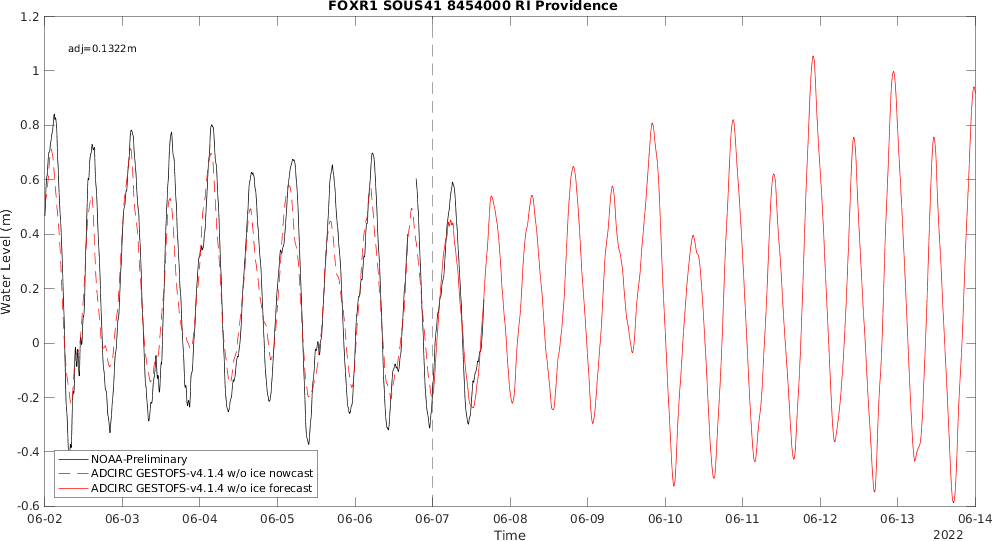 FOXR1 SOUS41 8454000 RI Providence
adj=0.1322m
1.2
1
0.8
0.6
0.4
0.2
0
-0.2
-0.4
-0.6
Water Level (m)
NOAA-Preliminary
ADCIRC GESTOFS-v4.1.4 w/o ice nowcast
ADCIRC GESTOFS-v4.1.4 w/o ice forecast
06-02 06-03 06-04 06-05 06-06 06-07 06-08 06-09 06-10 06-11 06-12 06-13 06-14
Time
2022